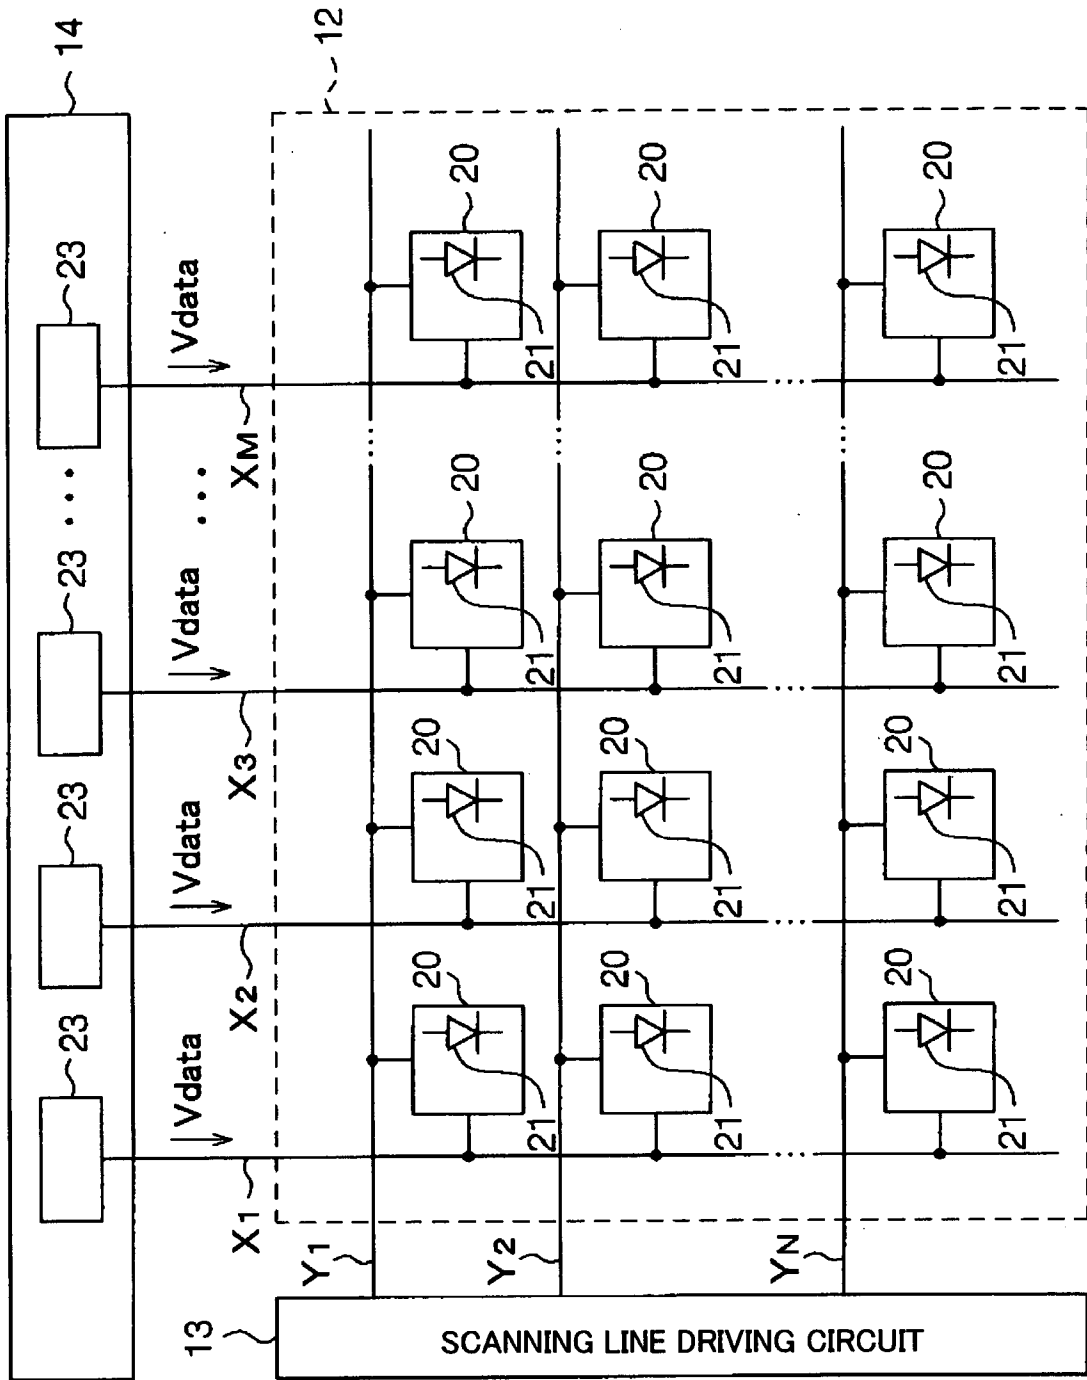 14
23 23 23 ··· 23
Vdata Vdata Vdata ··· Vdata
X1 X2 X3 XM
12
Y1
20 20 20 20
21 21 21 21
Y2
20 20 20 20
21 21 21 21
YN
20 20 20 20
21 21 21 21
13
SCANNING LINE DRIVING CIRCUIT